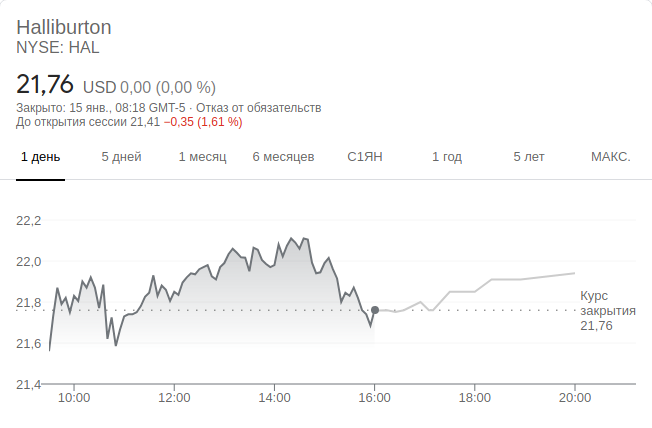 Halliburton
NYSE: HAL
21,76 USD 0,00 (0,00 %)
Закрыто: 15 янв., 08:18 GMT-5 · Отказ от обязательств
До открытия сессии 21,41 −0,35 (1,61 %)
1 день 5 дней 1 месяц 6 месяцев С1ЯН 1 год 5 лет МАКС.
22,2
22,0
21,8
21,6
21,4
Курс
закрытия
21,76
10:00 12:00 14:00 16:00 18:00 20:00